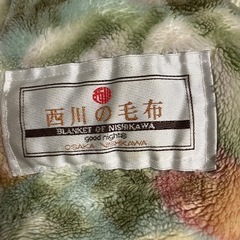 西川の毛布
BLANKET OF NISHIKAWA
good night®
OSAKA NISHIKAWA